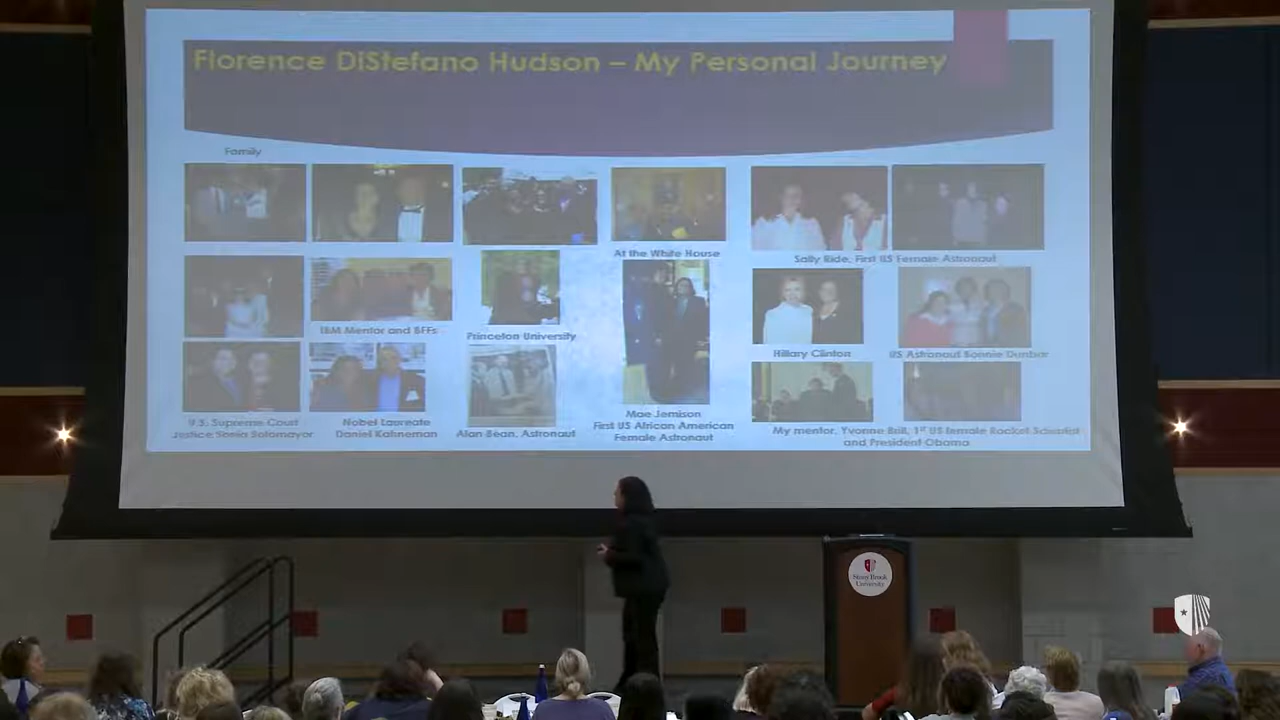 Florence DiStefano Hudson – My Personal Journey
Family
At the White House
Sally Ride, First US Female Astronaut
IBM Mentor and BFFs
Princeton University
Hillary Clinton
US Astronaut Bonnie Dunbar
U.S. Supreme Court
Justice Sonia Sotomayor
Nobel Laureate
Daniel Kahneman
Alan Bean, Astronaut
Mae Jemison
First US African American
Female Astronaut
My mentor, Yvonne Brill, 1st US female Rocket Scientist
and President Obama
Stony Brook
University